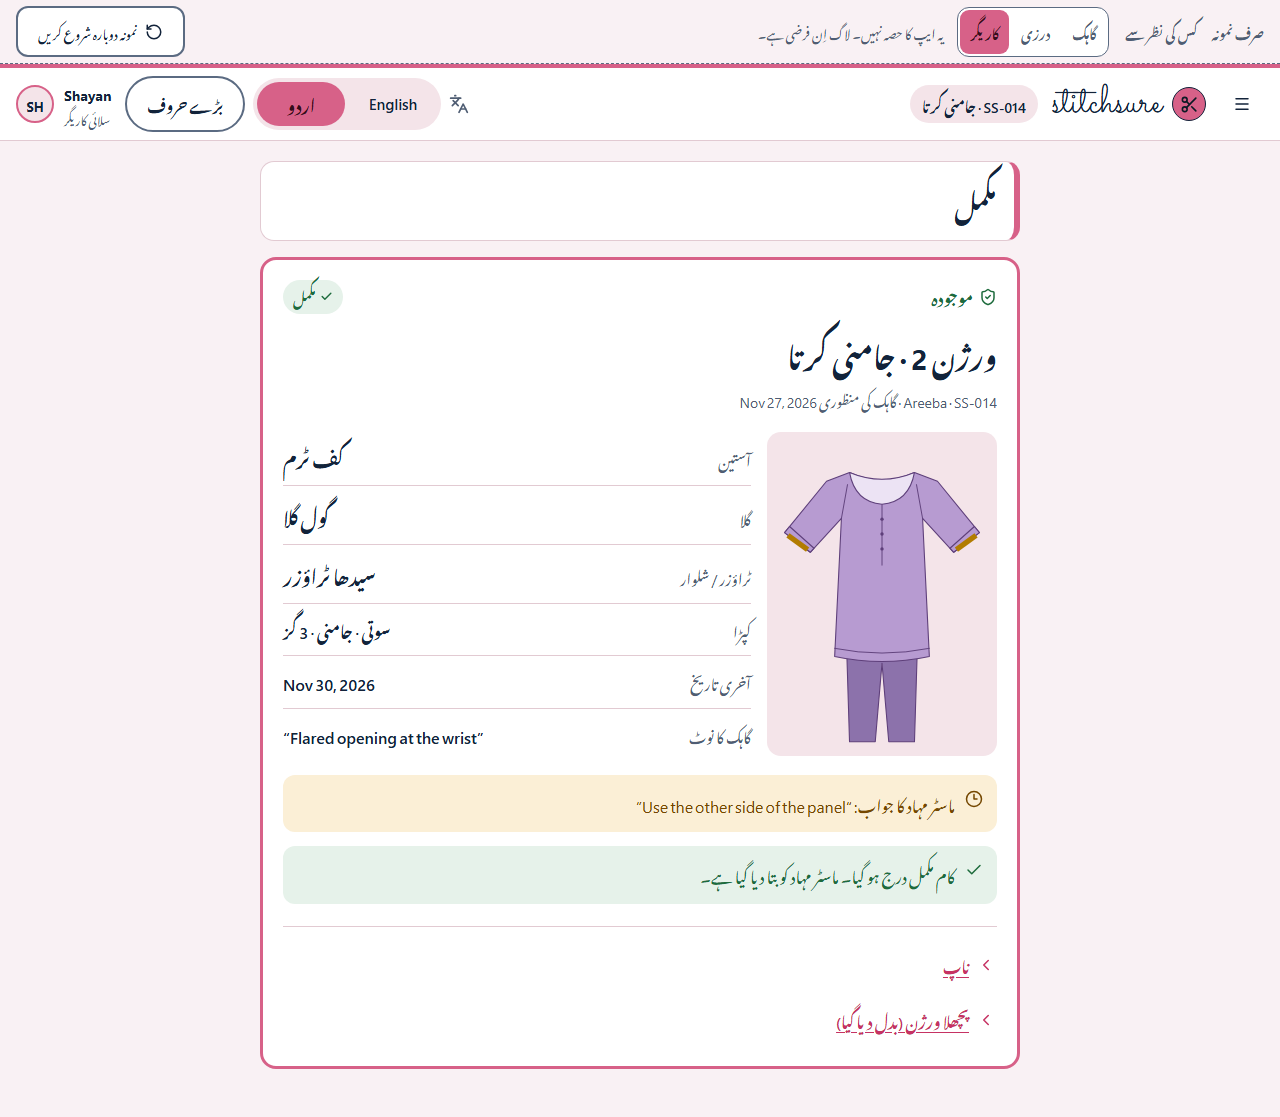 صرف نمونہ کس کی نظر سے گاہک درزی کاریگر یہ ایپ کا حصہ نہیں۔ لاگ اِن فرضی ہے۔ نمونہ دوبارہ شروع کریں
stitchsure SS-014 · جامنی کرتا English اردو بڑے حروف Shayan SH
سلائی کاریگر
مکمل
موجودہ مکمل
ورژن 2 · جامنی کرتا
Areeba · SS-014 · گاہک کی منظوری Nov 27, 2026
آستین کف ٹرم
گلا گول گلا
ٹراؤزر / شلوار سیدھا ٹراؤزر
کپڑا سوتی · جامنی · 3 گز
آخری تاریخ Nov 30, 2026
گاہک کا نوٹ “Flared opening at the wrist”
ماسٹر مہاد کا جواب: “Use the other side of the panel”
کام مکمل درج ہو گیا۔ ماسٹر مہاد کو بتا دیا گیا ہے۔
ناپ
پچھلا ورژن (بدل دیا گیا)